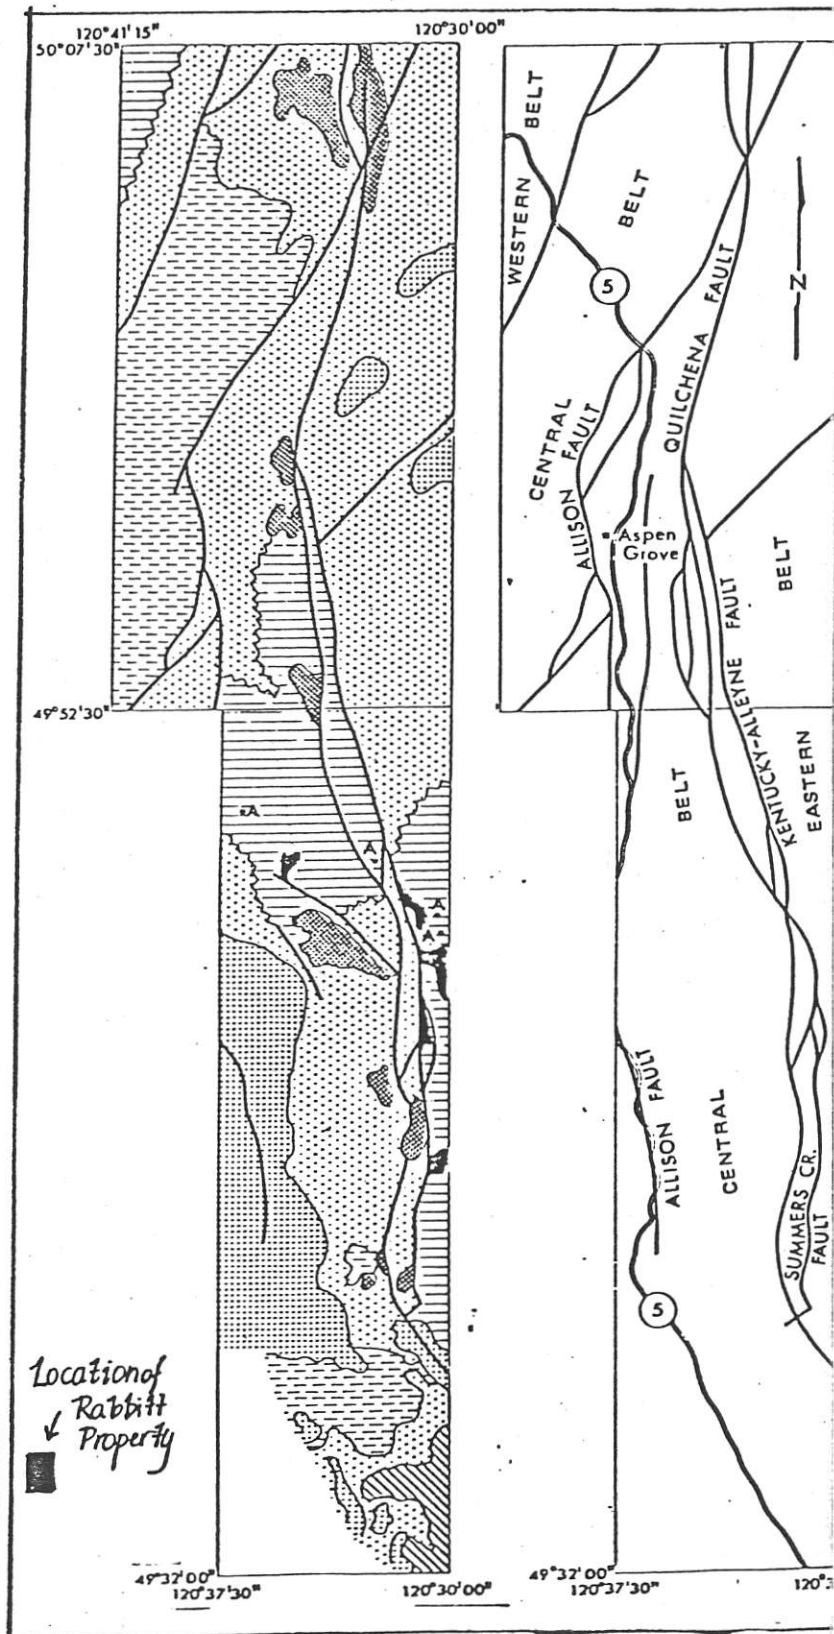 120°41'15"
120°30'00"
50°07'30"
49°52'30"
A
A
A
A
Location of
Rabbitt
Property
49°32'00"
120°37'30"
120°30'00"
WESTERN
BELT
BELT
5
N
QUILCHENA FAULT
CENTRAL
ALLISON FAULT
Aspen
Grove
BELT
KENTUCKY-ALLEYNE FAULT
BELT
EASTERN
ALLISON FAULT
CENTRAL
SUMMERS CR.
FAULT
5
49°32'00"
120°37'30"